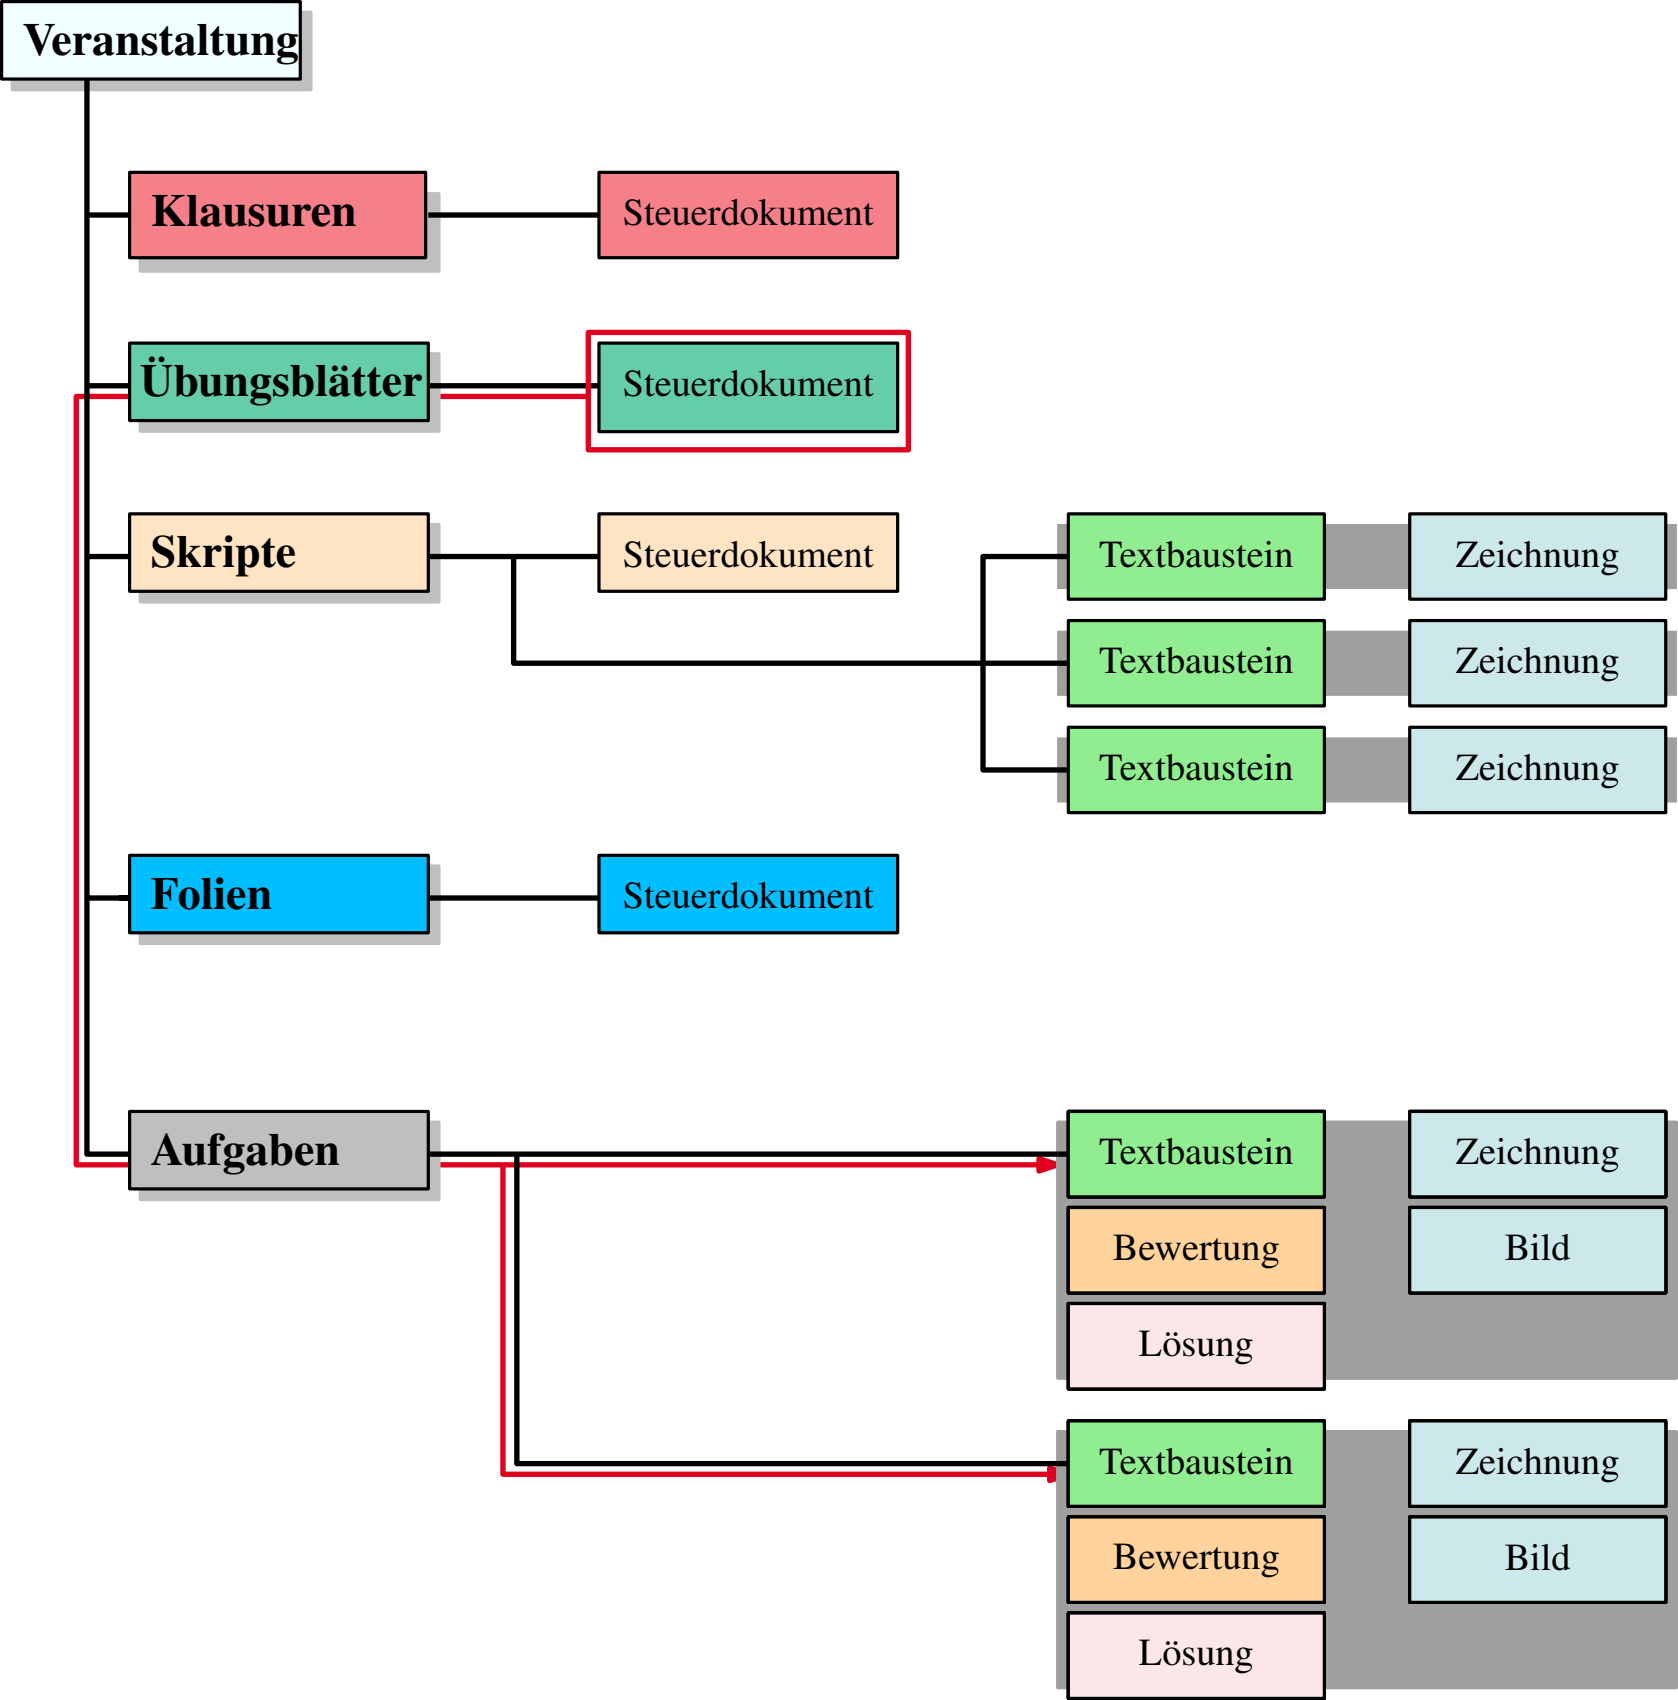 Veranstaltung
Klausuren Steuerdokument
Übungsblätter Steuerdokument
Skripte Steuerdokument Textbaustein Zeichnung
Textbaustein Zeichnung
Textbaustein Zeichnung
Folien Steuerdokument
Aufgaben Textbaustein Zeichnung
Bewertung Bild
Lösung
Textbaustein Zeichnung
Bewertung Bild
Lösung